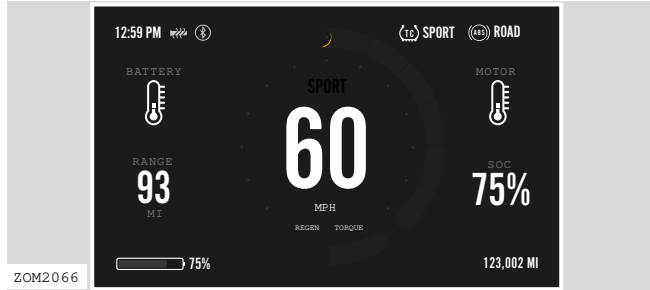 12:59 PM TC SPORT ABS ROAD
BATTERY MOTOR
SPORT
60
RANGE SOC
93 75%
MI MPH
REGEN TORQUE
75% 123,002 MI
ZOM2066